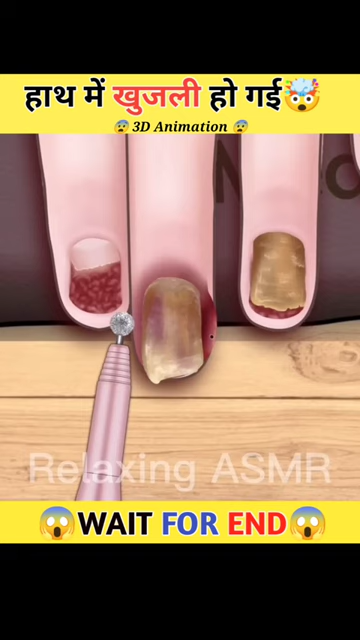 हाथ में खुजली हो गई🤯
😨 3D Animation 😨
Relaxing ASMR
😱WAIT FOR END😱